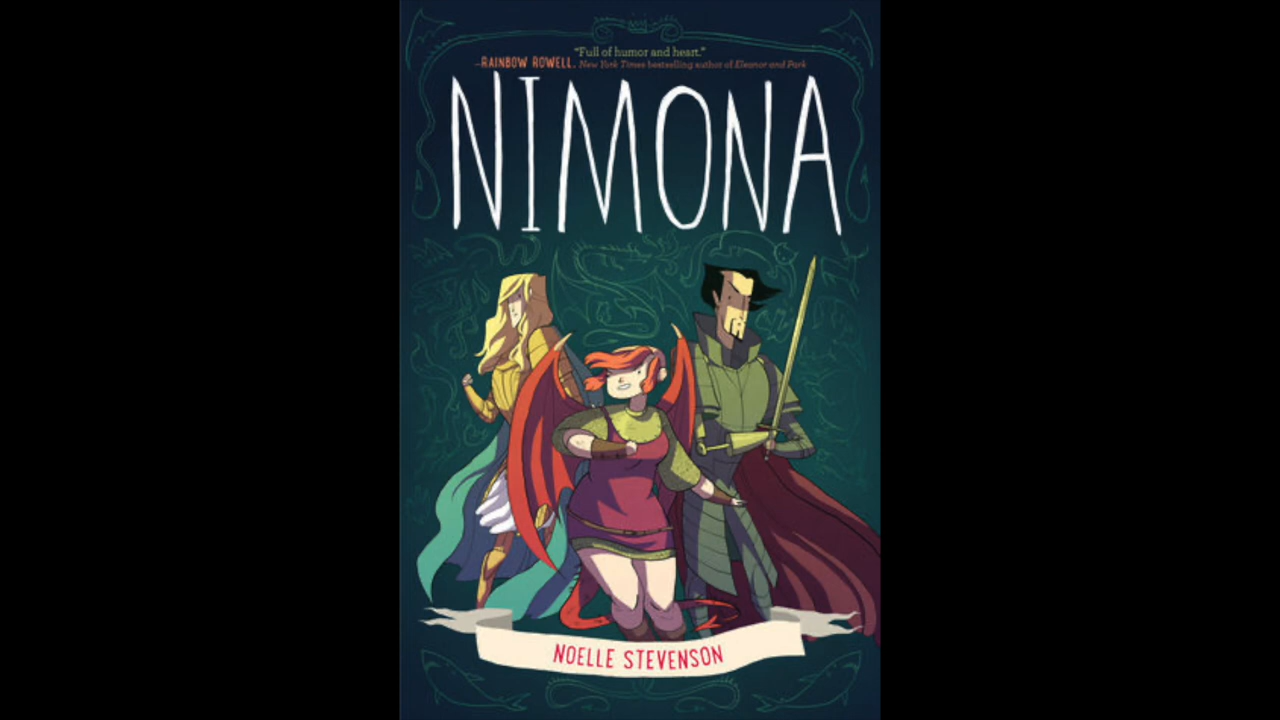 "Full of humor and heart."
—RAINBOW ROWELL, New York Times bestselling author of Eleanor and Park
NIMONA
NOELLE STEVENSON